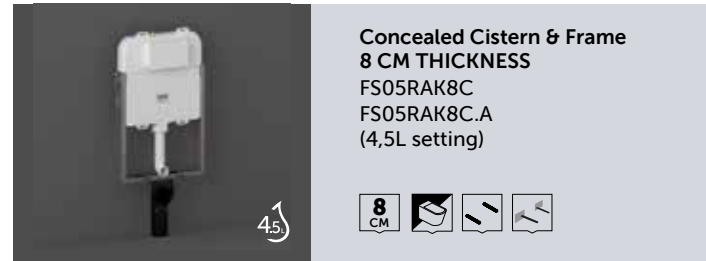 4.5L
Concealed Cistern & Frame
8 CM THICKNESS
FS05RAK8C
FS05RAK8C.A
(4,5L setting)
8
CM